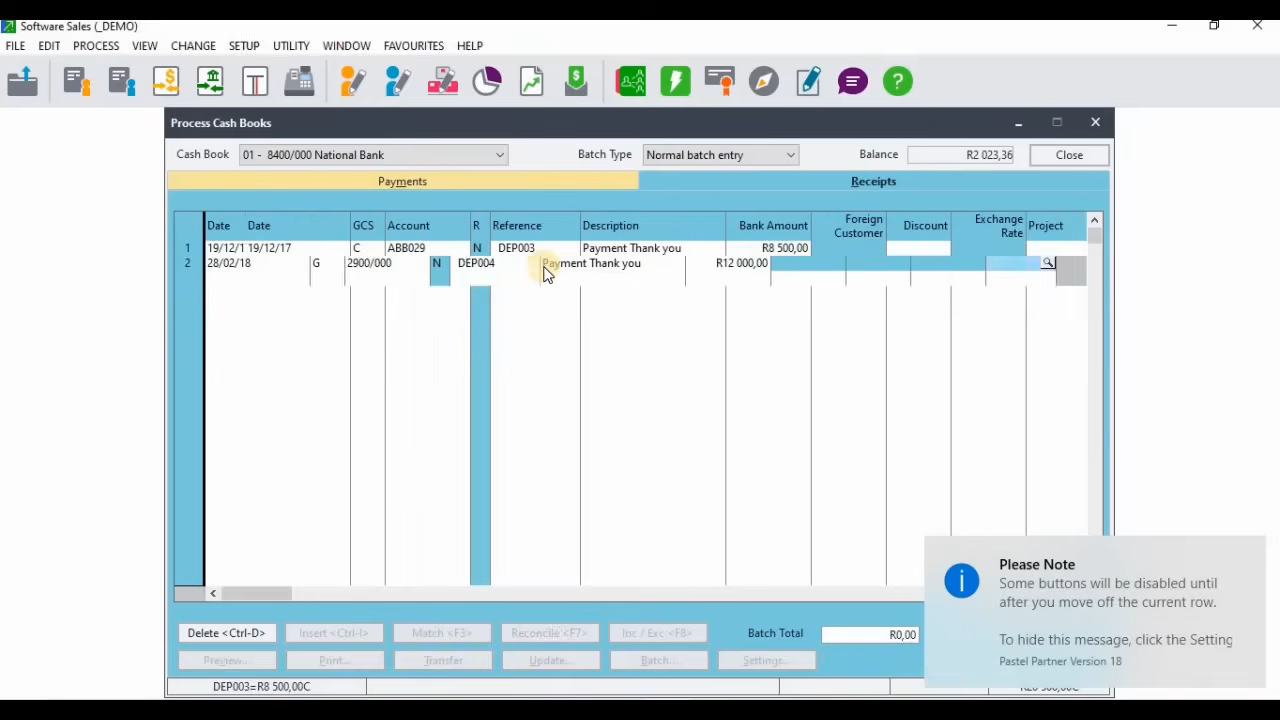 Software Sales (_DEMO)
FILE EDIT PROCESS VIEW CHANGE SETUP UTILITY WINDOW FAVOURITES HELP
Process Cash Books
Cash Book 01 - 8400/000 National Bank Batch Type Normal batch entry Balance R2 023,36 Close
Payments Receipts
Date Date GCS Account R Reference Description Bank Amount Foreign Customer Discount Exchange Rate Project
1 19/12/1 19/12/17 C ABB029 N DEP003 Payment Thank you R8 500,00
2 28/02/18 G 2900/000 N DEP004 Payment Thank you R12 000,00
Please Note
Some buttons will be disabled until
after you move off the current row.
To hide this message, click the Setting
Pastel Partner Version 18
Delete <Ctrl-D> Insert <Ctrl-I> Match <F3> Reconcile <F7> Inc / Exc <F8> Batch Total R0,00
Preview... Print... Transfer Update... Batch... Settings...
DEP003=R8 500,00C